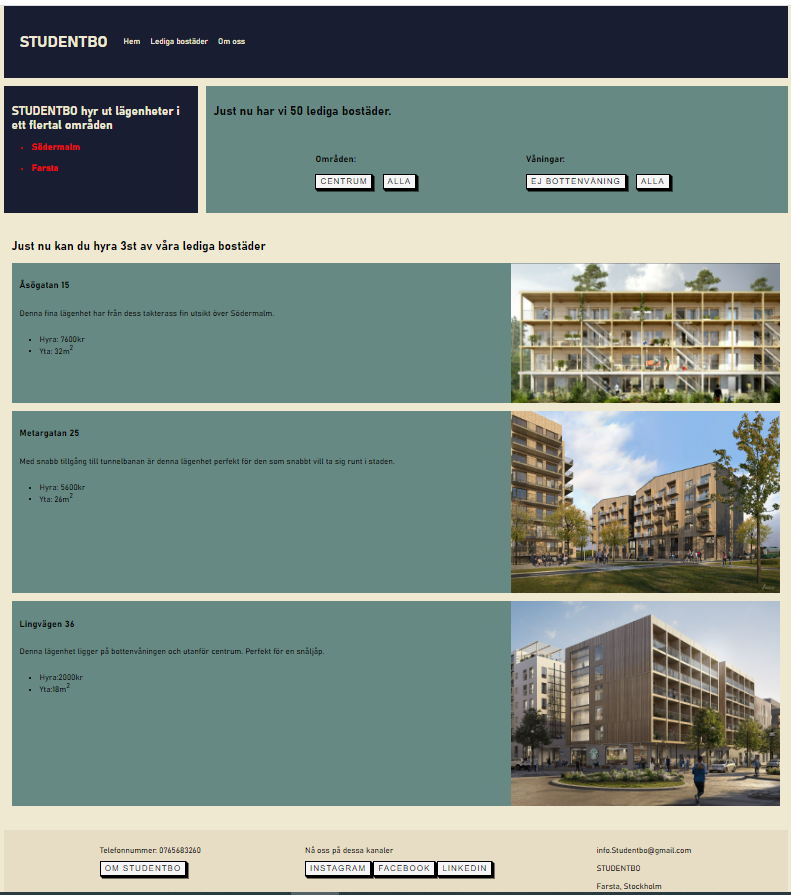 STUDENTBO Hem Lediga bostäder Om oss
STUDENTBO hyr ut lägenheter i
ett flertal områden
Södermalm
Farsta
Just nu har vi 50 lediga bostäder.
Områden:
CENTRUM ALLA
Våningar:
EJ BOTTENVÅNING ALLA
Just nu kan du hyra 3st av våra lediga bostäder
Åsögatan 15
Denna fina lägenhet har från dess takterass fin utsikt över Södermalm.
Hyra: 7600kr
Yta: 32m²
Metargatan 25
Med snabb tillgång till tunnelbanan är denna lägenhet perfekt för den som snabbt vill ta sig runt i staden.
Hyra: 5600kr
Yta: 26m²
Lingvägen 36
Denna lägenhet ligger på bottenvåningen och utanför centrum. Perfekt för en snåljåp.
Hyra:2000kr
Yta:18m²
Telefonnummer: 0765683260
OM STUDENTBO
Nå oss på dessa kanaler
INSTAGRAM FACEBOOK LINKEDIN
info.Studentbo@gmail.com
STUDENTBO
Farsta, Stockholm